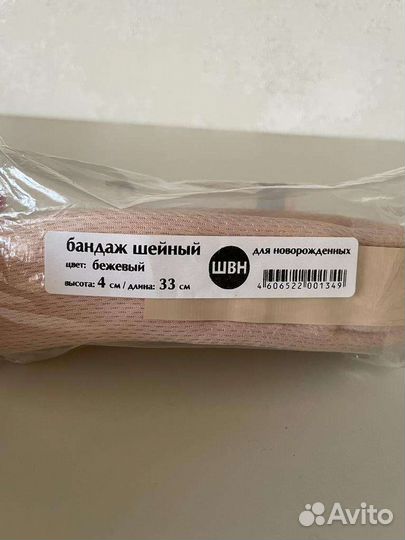 бандаж шейный
цвет: бежевый
высота: 4 см / длина: 33 см
ШВН
для новорожденных
4 606522 001349
Avito